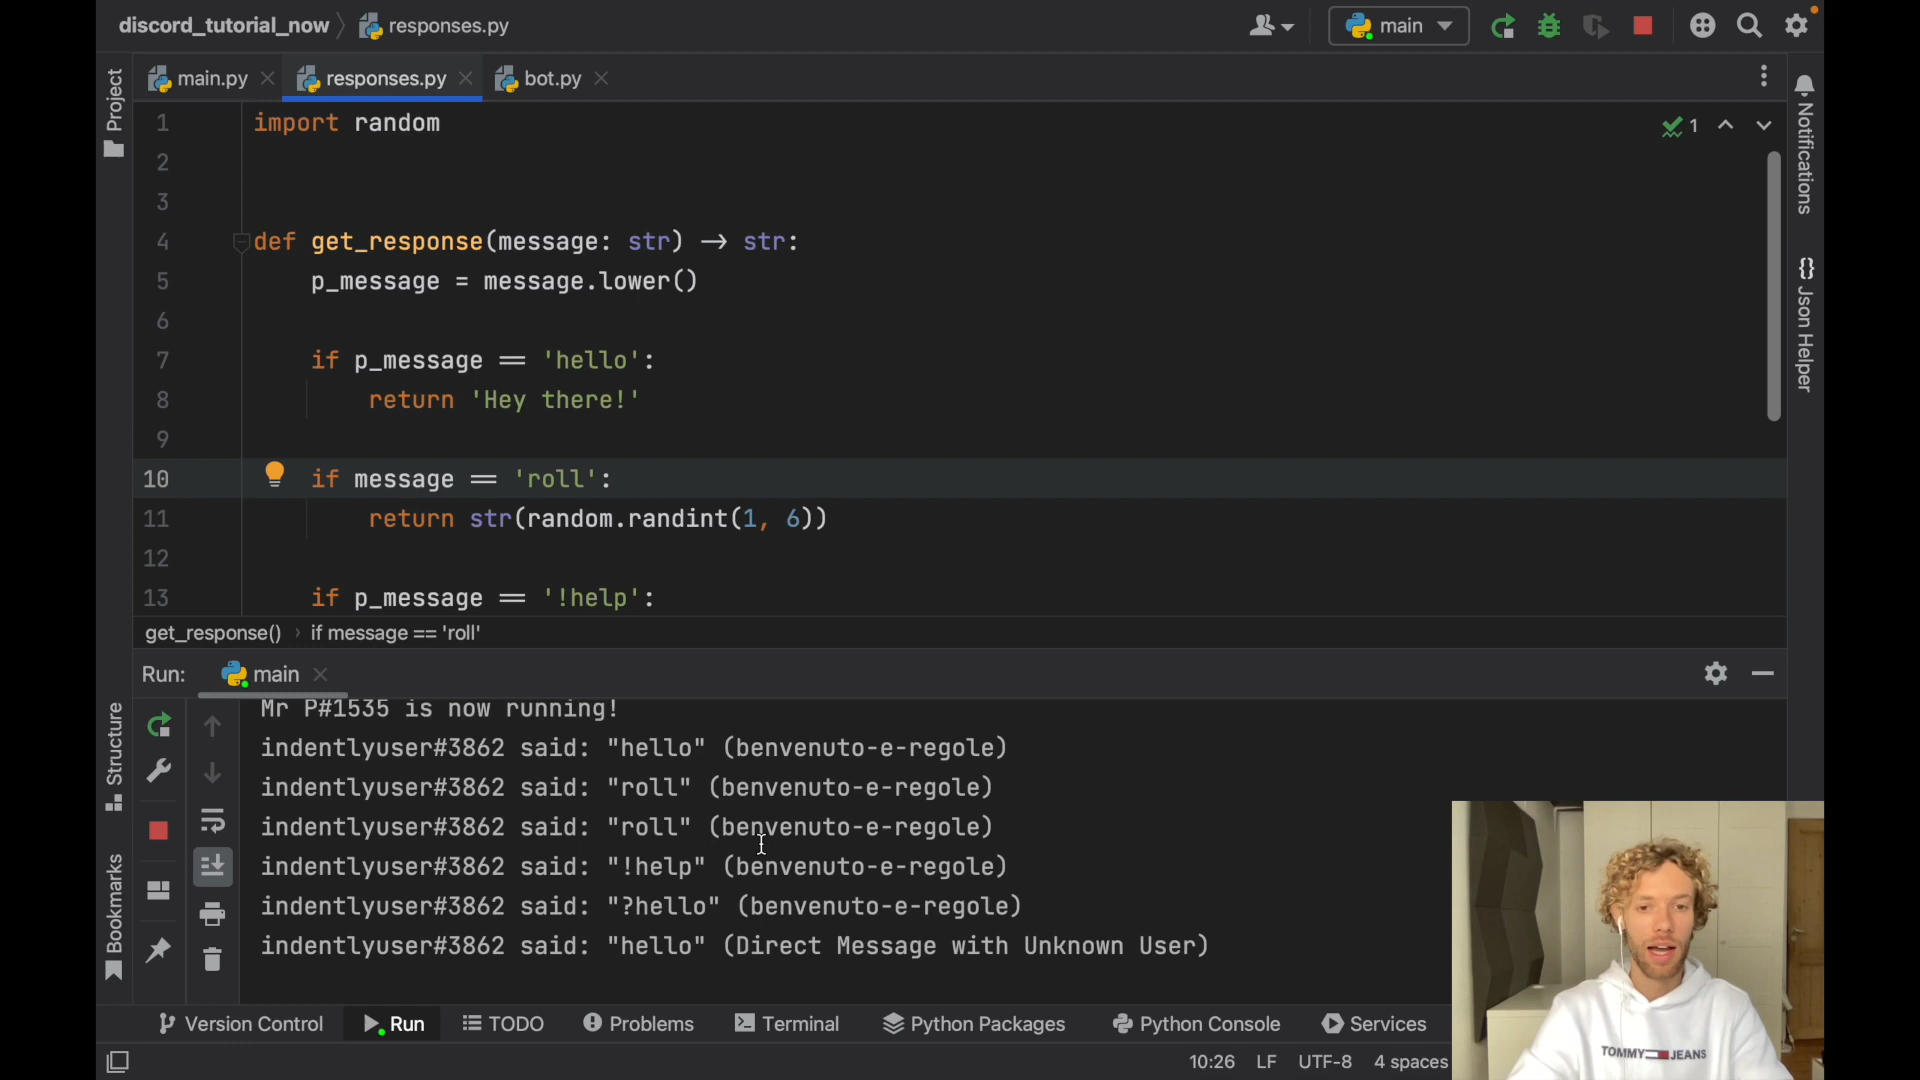 discord_tutorial_now responses.py
main
main.py responses.py bot.py
Project
Notifications
Json Helper
Structure
Bookmarks
1 import random
1
2
3
4 def get_response(message: str) → str:
5 p_message = message.lower()
6
7 if p_message == 'hello':
8 return 'Hey there!'
9
10 if message == 'roll':
11 return str(random.randint(1, 6))
12
13 if p_message == '!help':
get_response() › if message == 'roll'
Run: main
Mr P#1535 is now running!
indentlyuser#3862 said: "hello" (benvenuto-e-regole)
indentlyuser#3862 said: "roll" (benvenuto-e-regole)
indentlyuser#3862 said: "roll" (benvenuto-e-regole)
indentlyuser#3862 said: "!help" (benvenuto-e-regole)
indentlyuser#3862 said: "?hello" (benvenuto-e-regole)
indentlyuser#3862 said: "hello" (Direct Message with Unknown User)
Version Control Run TODO Problems Terminal Python Packages Python Console Services
10:26 LF UTF-8 4 spaces
TOMMY JEANS